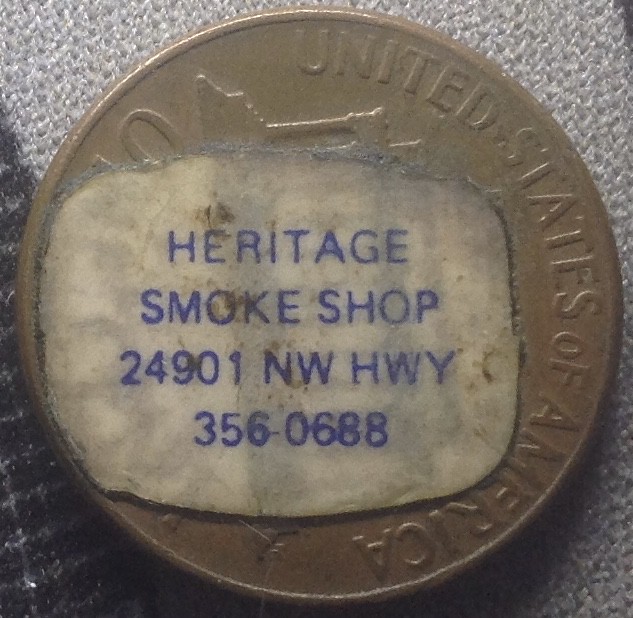 UNITED·STATES OF AMERICA
HERITAGE
SMOKE SHOP
24901 NW HWY
356-0688